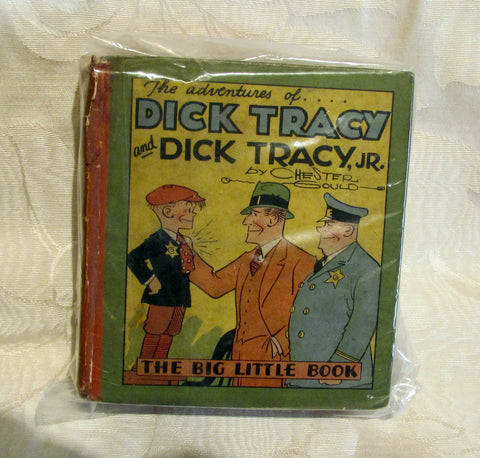 The adventures of....
DICK TRACY
and DICK TRACY, JR.
by CHESTER
GOULD
THE BIG LITTLE BOOK